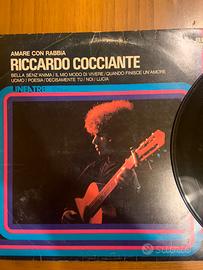 AMARE CON RABBIA
RICCARDO COCCIANTE
BELLA SENZ'ANIMA / IL MIO MODO DI VIVERE / QUANDO FINISCE UN'AMORE
UOMO / POESIA / DECISAMENTE TU / NOI / LUCIA
LINEATRE
subito